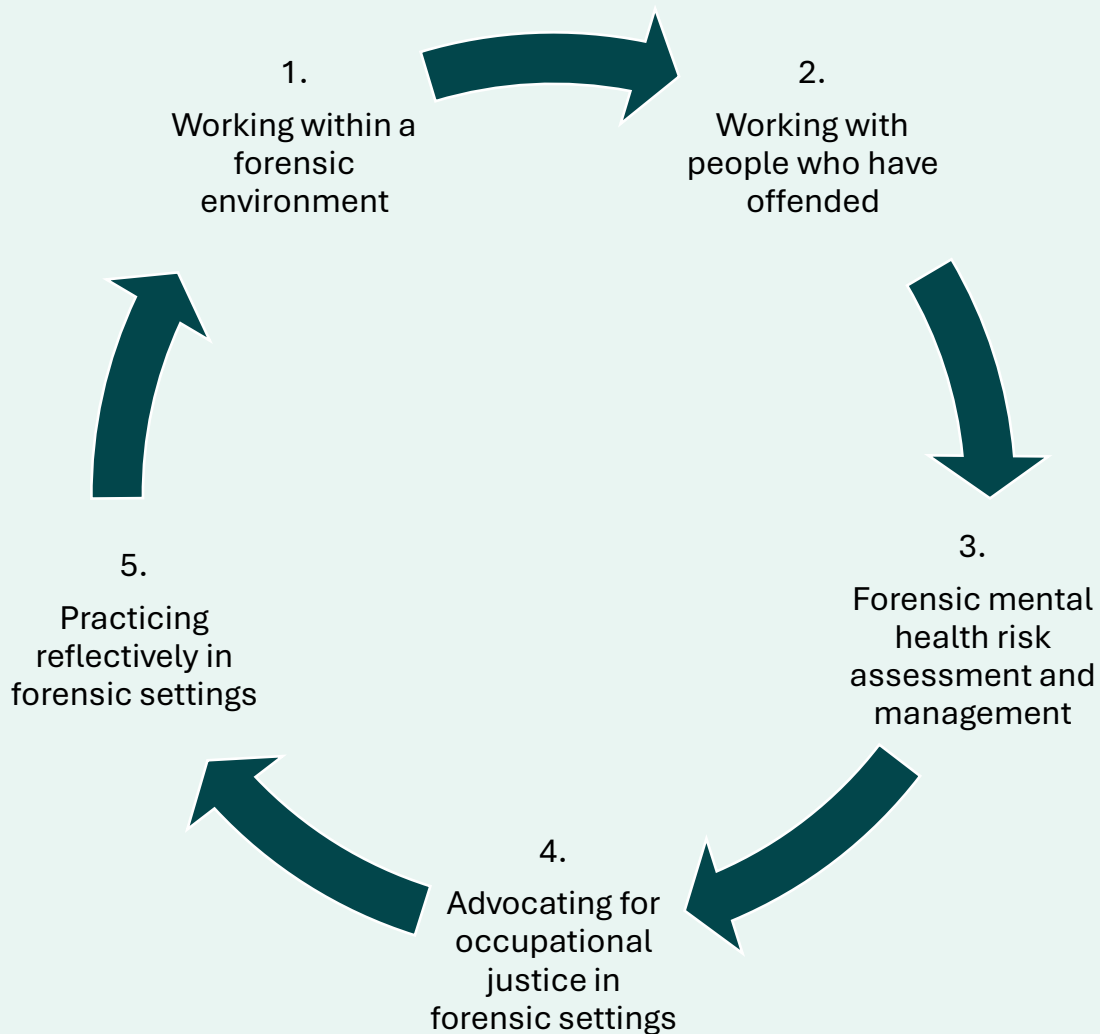 1.
Working within a
forensic
environment
2.
Working with
people who have
offended
3.
Forensic mental
health risk
assessment and
management
4.
Advocating for
occupational
justice in
forensic settings
5.
Practicing
reflectively in
forensic settings